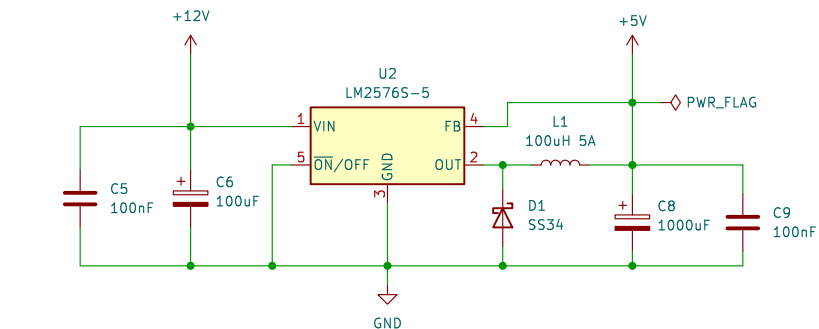 +12V
+5V
U2
LM2576S-5
PWR_FLAG
1
VIN
FB
4
L1
100uH 5A
5
ON/OFF
GND
OUT
2
3
C5
100nF
+
C6
100uF
D1
SS34
+
C8
1000uF
C9
100nF
GND